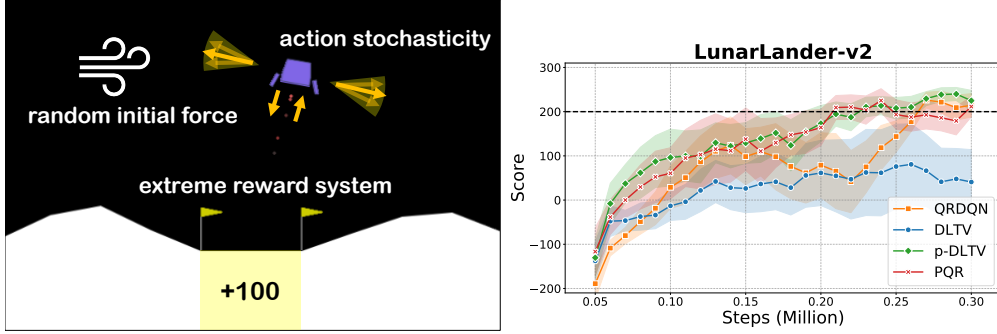 action stochasticity
random initial force
extreme reward system
+100
LunarLander-v2
Score
300
200
100
0
−100
−200
QRDQN
DLTV
p-DLTV
PQR
0.05
0.10
0.15
0.20
0.25
0.30
Steps (Million)